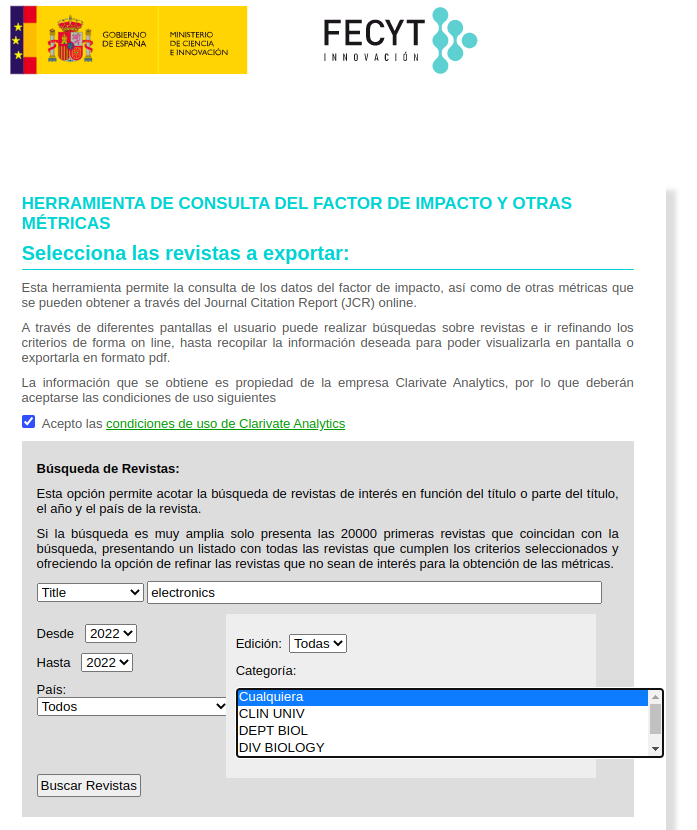 GOBIERNO
DE ESPAÑA
MINISTERIO
DE CIENCIA
E INNOVACIÓN
FECYT
INNOVACIÓN
HERRAMIENTA DE CONSULTA DEL FACTOR DE IMPACTO Y OTRAS
MÉTRICAS
Selecciona las revistas a exportar:
Esta herramienta permite la consulta de los datos del factor de impacto, así como de otras métricas que
se pueden obtener a través del Journal Citation Report (JCR) online.
A través de diferentes pantallas el usuario puede realizar búsquedas sobre revistas e ir refinando los
criterios de forma on line, hasta recopilar la información deseada para poder visualizarla en pantalla o
exportarla en formato pdf.
La información que se obtiene es propiedad de la empresa Clarivate Analytics, por lo que deberán
aceptarse las condiciones de uso siguientes
Acepto las condiciones de uso de Clarivate Analytics
Búsqueda de Revistas:
Esta opción permite acotar la búsqueda de revistas de interés en función del título o parte del título,
el año y el país de la revista.
Si la búsqueda es muy amplia solo presenta las 20000 primeras revistas que coincidan con la
búsqueda, presentando un listado con todas las revistas que cumplen los criterios seleccionados y
ofreciendo la opción de refinar las revistas que no sean de interés para la obtención de las métricas.
Title electronics
Desde 2022
Hasta 2022
País:
Todos
Edición: Todas
Categoría:
Cualquiera
CLIN UNIV
DEPT BIOL
DIV BIOLOGY
Buscar Revistas